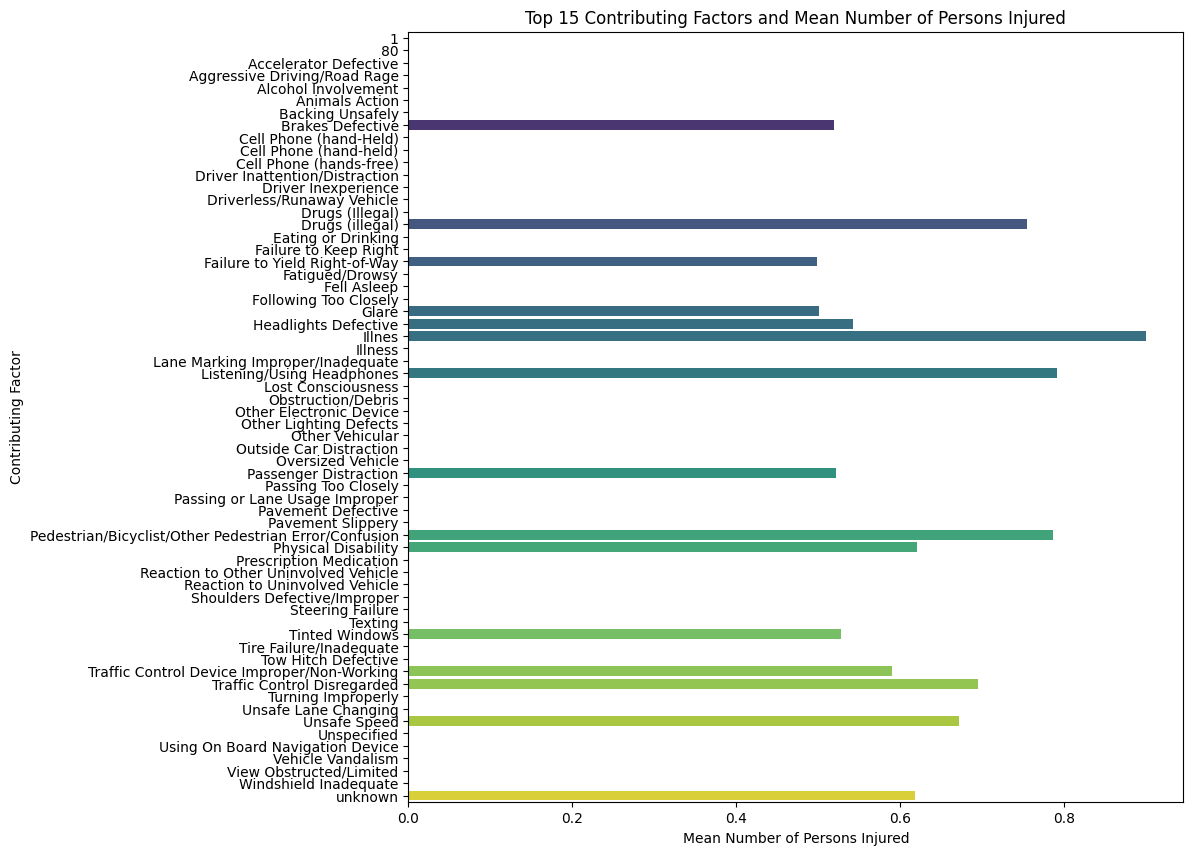 Top 15 Contributing Factors and Mean Number of Persons Injured
1
80
Accelerator Defective
Aggressive Driving/Road Rage
Alcohol Involvement
Animals Action
Backing Unsafely
Brakes Defective
Cell Phone (hand-Held)
Cell Phone (hand-held)
Cell Phone (hands-free)
Driver Inattention/Distraction
Driver Inexperience
Driverless/Runaway Vehicle
Drugs (Illegal)
Drugs (illegal)
Eating or Drinking
Failure to Keep Right
Failure to Yield Right-of-Way
Fatigued/Drowsy
Fell Asleep
Following Too Closely
Glare
Headlights Defective
Illnes
Illness
Lane Marking Improper/Inadequate
Listening/Using Headphones
Lost Consciousness
Obstruction/Debris
Other Electronic Device
Other Lighting Defects
Other Vehicular
Outside Car Distraction
Oversized Vehicle
Passenger Distraction
Passing Too Closely
Passing or Lane Usage Improper
Pavement Defective
Pavement Slippery
Pedestrian/Bicyclist/Other Pedestrian Error/Confusion
Physical Disability
Prescription Medication
Reaction to Other Uninvolved Vehicle
Reaction to Uninvolved Vehicle
Shoulders Defective/Improper
Steering Failure
Texting
Tinted Windows
Tire Failure/Inadequate
Tow Hitch Defective
Traffic Control Device Improper/Non-Working
Traffic Control Disregarded
Turning Improperly
Unsafe Lane Changing
Unsafe Speed
Unspecified
Using On Board Navigation Device
Vehicle Vandalism
View Obstructed/Limited
Windshield Inadequate
unknown
Contributing Factor
0.0 0.2 0.4 0.6 0.8
Mean Number of Persons Injured